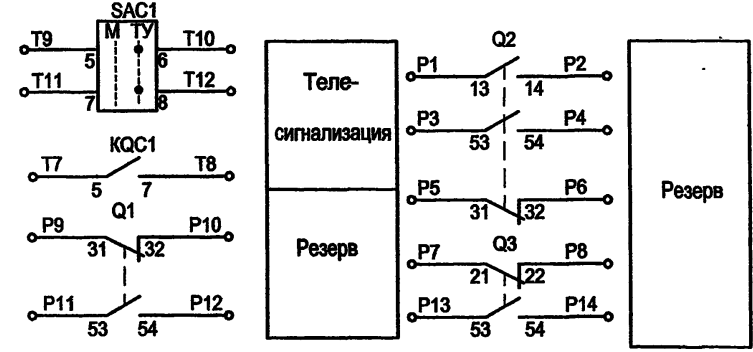 SAC1
М ТУ
T9 T10
5 6
T11 T12
7 8
KQC1
T7 T8
5 7
Q1
P9 P10
31 32
P11 P12
53 54
Теле-
сигнализация
Резерв
Q2
P1 P2
13 14
P3 P4
53 54
P5 P6
31 32
Q3
P7 P8
21 22
P13 P14
53 54
Резерв